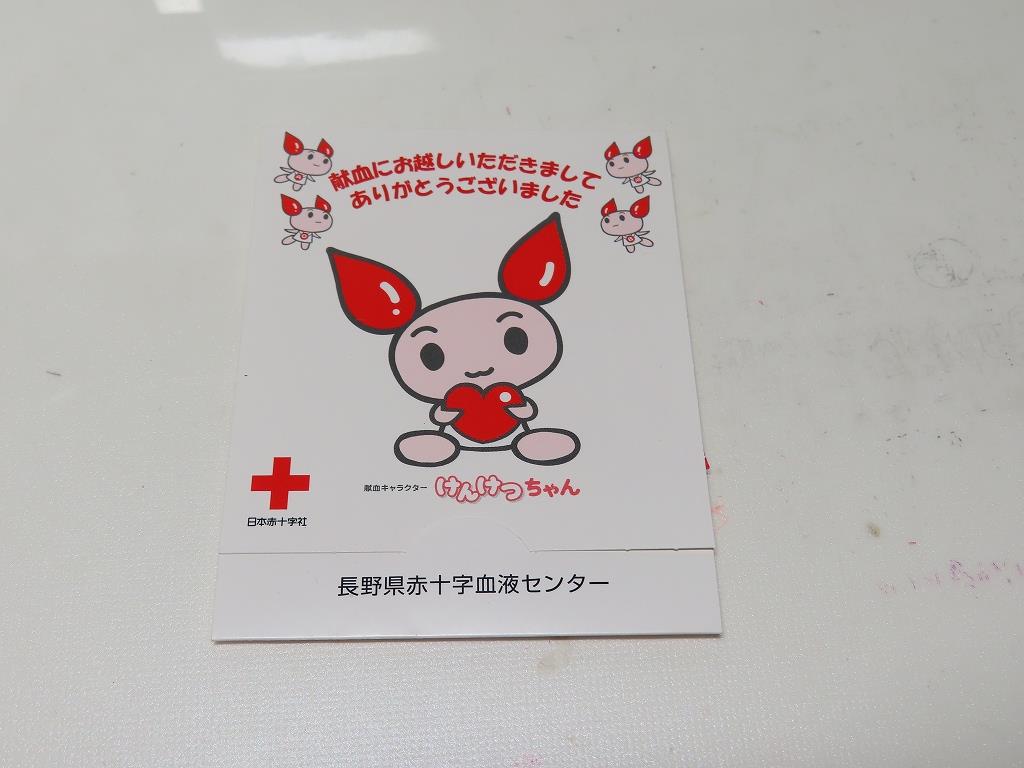 献血にお越しいただきまして
ありがとうございました
献血キャラクター けんけつちゃん
日本赤十字社
長野県赤十字血液センター